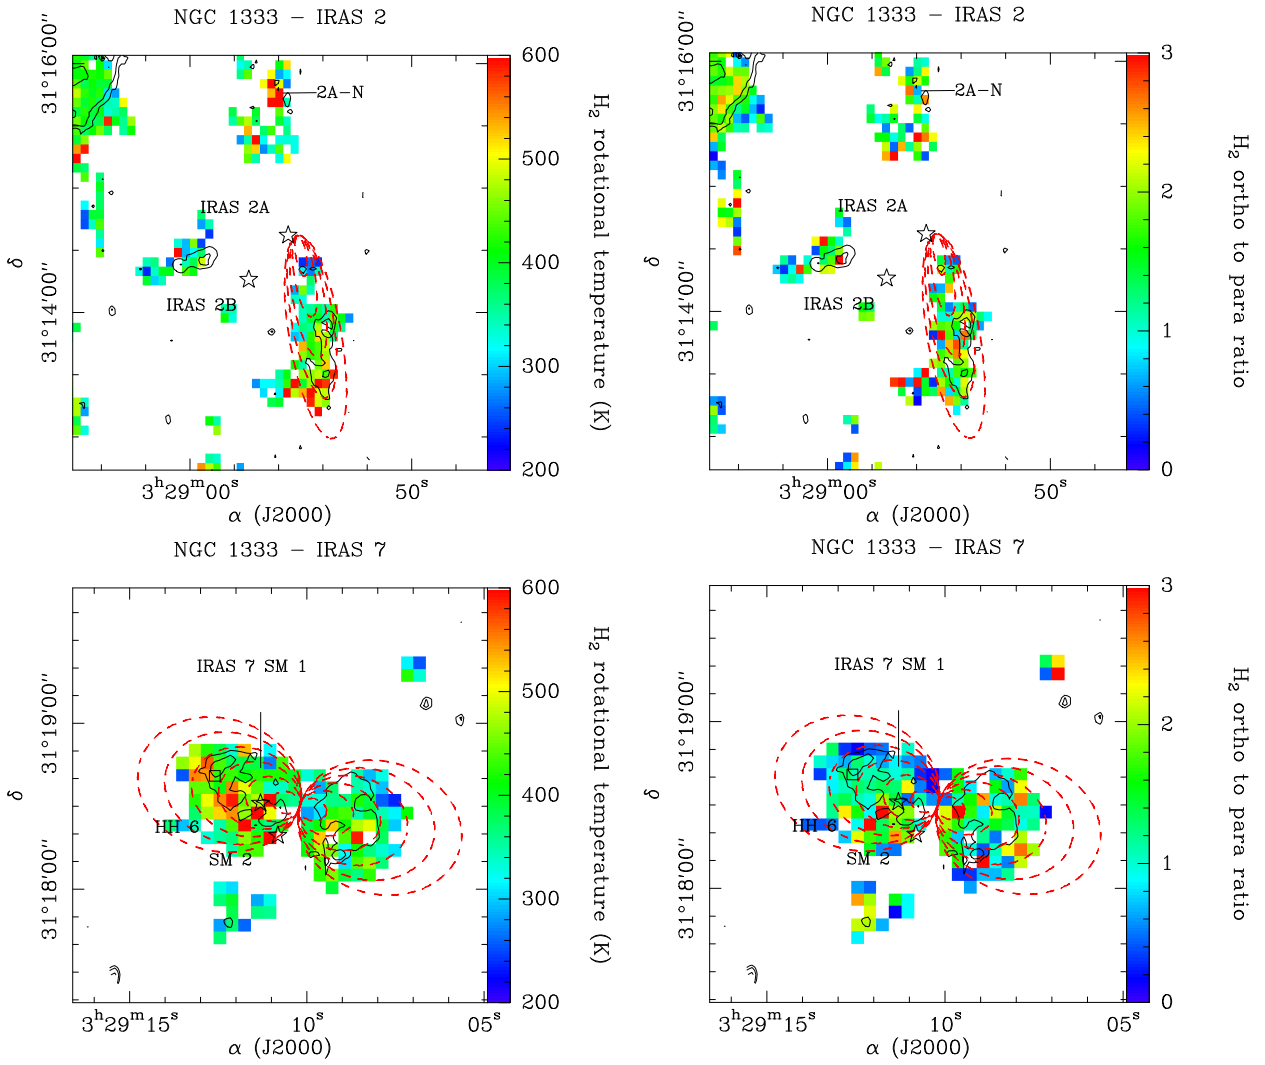 NGC 1333 – IRAS 2
31°16′00″
31°14′00″
δ
2A–N
IRAS 2A
IRAS 2B
3ʰ29ᵐ00ˢ
50ˢ
α (J2000)
600
500
400
300
200
H₂ rotational temperature (K)
NGC 1333 – IRAS 2
31°16′00″
31°14′00″
δ
2A–N
IRAS 2A
IRAS 2B
3ʰ29ᵐ00ˢ
50ˢ
α (J2000)
3
2
1
0
H₂ ortho to para ratio
NGC 1333 – IRAS 7
31°19′00″
31°18′00″
δ
IRAS 7 SM 1
HH 6
SM 2
3ʰ29ᵐ15ˢ
10ˢ
05ˢ
α (J2000)
600
500
400
300
200
H₂ rotational temperature (K)
NGC 1333 – IRAS 7
31°19′00″
31°18′00″
δ
IRAS 7 SM 1
HH 6
SM 2
3ʰ29ᵐ15ˢ
10ˢ
05ˢ
α (J2000)
3
2
1
0
H₂ ortho to para ratio